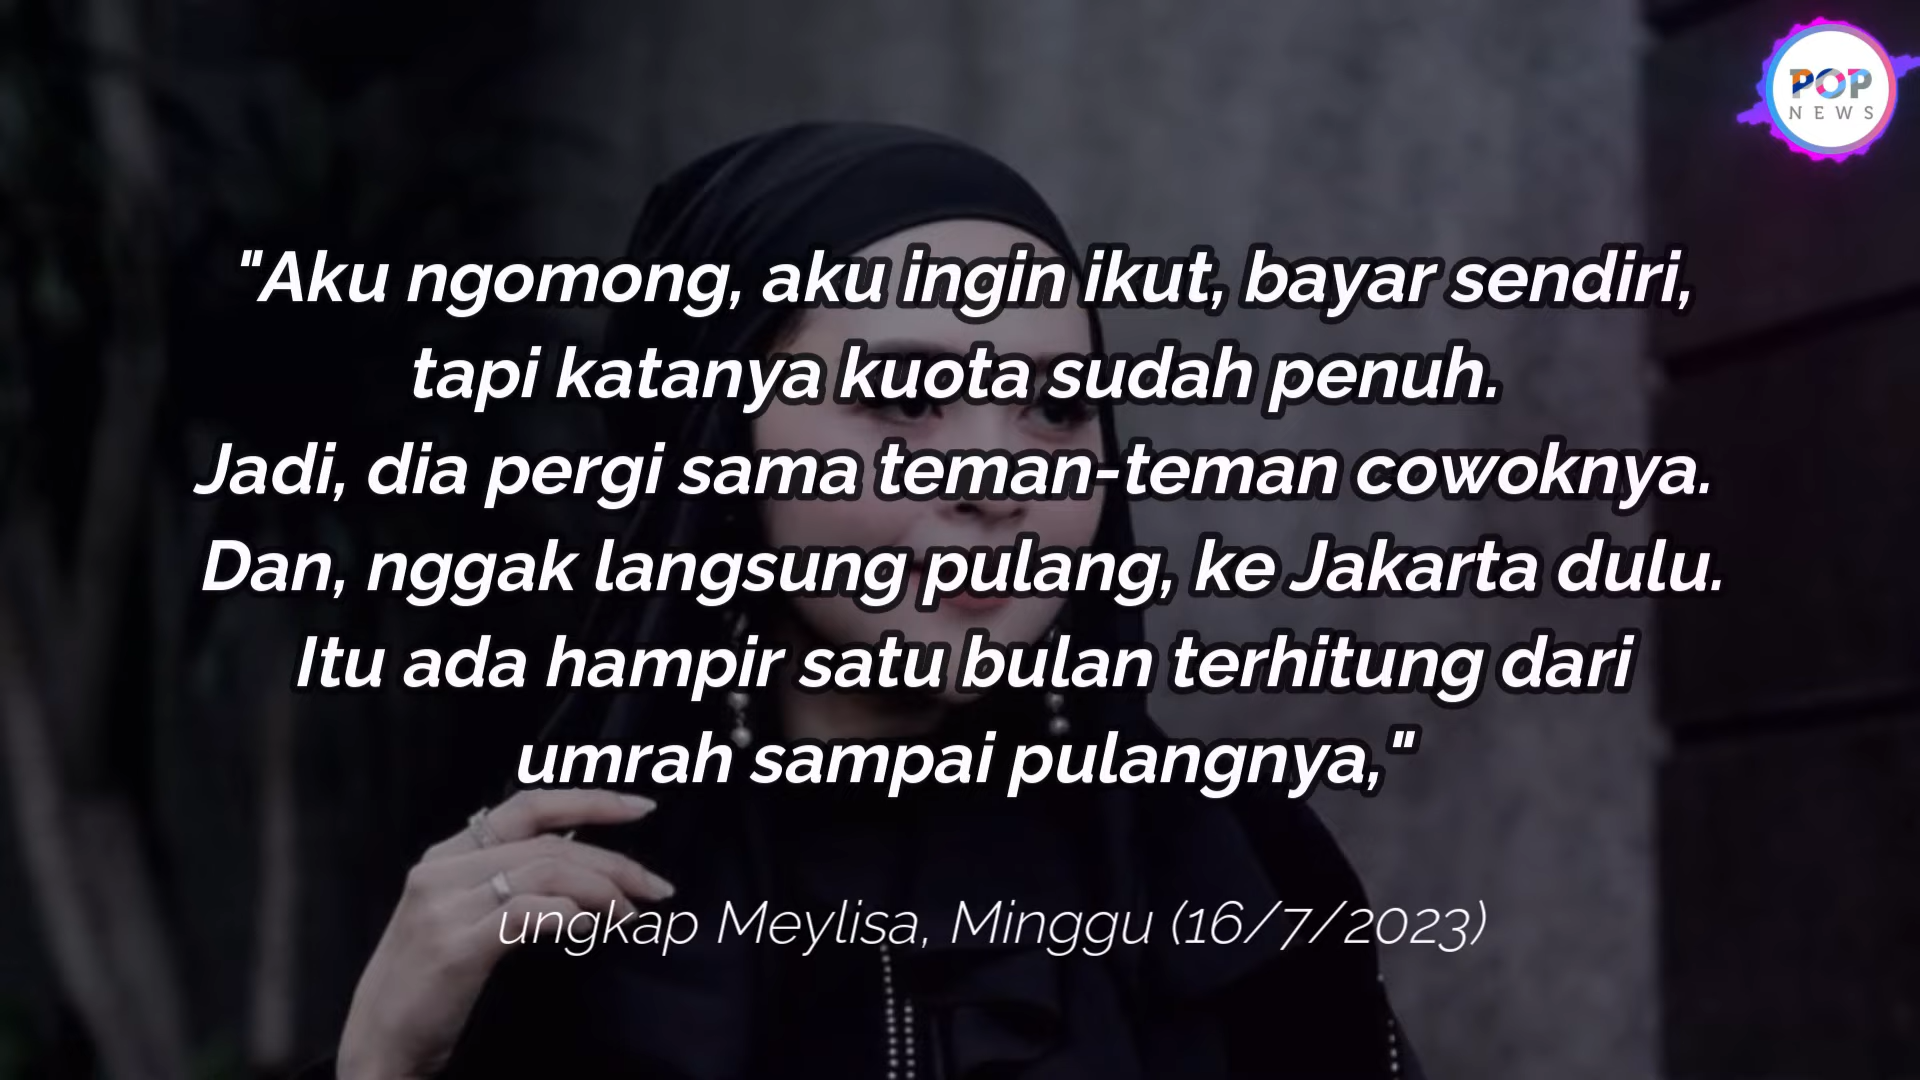 POP
NEWS
"Aku ngomong, aku ingin ikut, bayar sendiri,
tapi katanya kuota sudah penuh.
Jadi, dia pergi sama teman-teman cowoknya.
Dan, nggak langsung pulang, ke Jakarta dulu.
Itu ada hampir satu bulan terhitung dari
umrah sampai pulangnya,"
ungkap Meylisa, Minggu (16/7/2023)